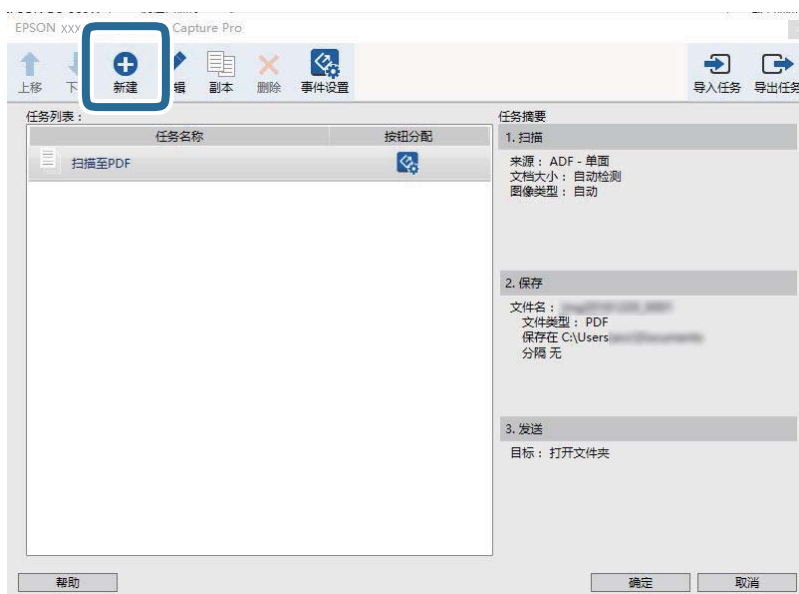 EPSON xxx Capture Pro
上移 下 新建 辑 副本 删除 事件设置 导入任务 导出任务
任务列表：
任务名称 按钮分配
扫描至PDF
任务摘要
1. 扫描
来源： ADF - 单面
文档大小： 自动检测
图像类型： 自动
2. 保存
文件名：
文件类型： PDF
保存在 C:\Users
分隔 无
3. 发送
目标： 打开文件夹
帮助 确定 取消